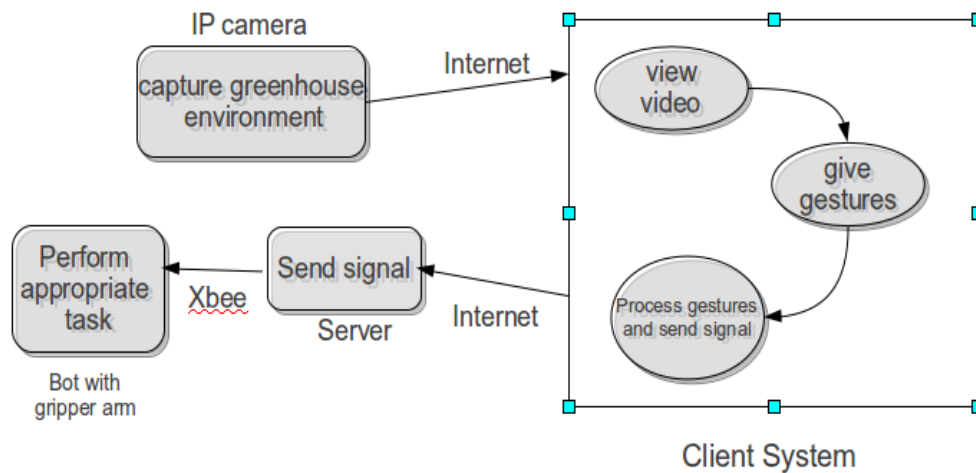 IP camera
capture greenhouse
environment
Internet
view
video
give
gestures
Process gestures
and send signal
Internet
Send signal
Server
Xbee
Perform
appropriate
task
Bot with
gripper arm
Client System